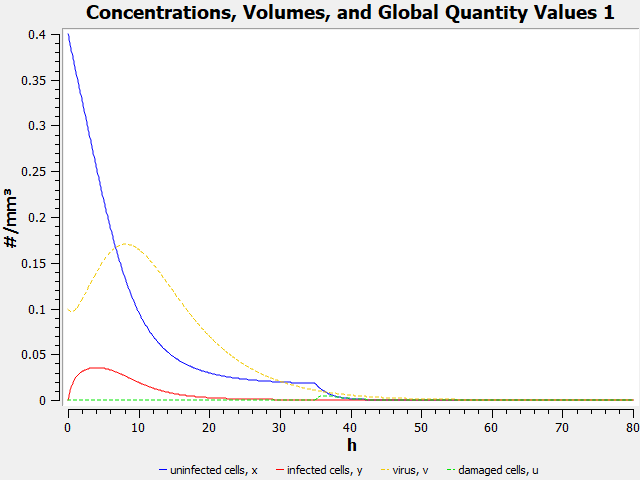 Concentrations, Volumes, and Global Quantity Values 1
0.4
0.35
0.3
0.25
0.2
0.15
0.1
0.05
0
#/mm³
0 10 20 30 40 50 60 70 80
h
uninfected cells, x infected cells, y virus, v damaged cells, u